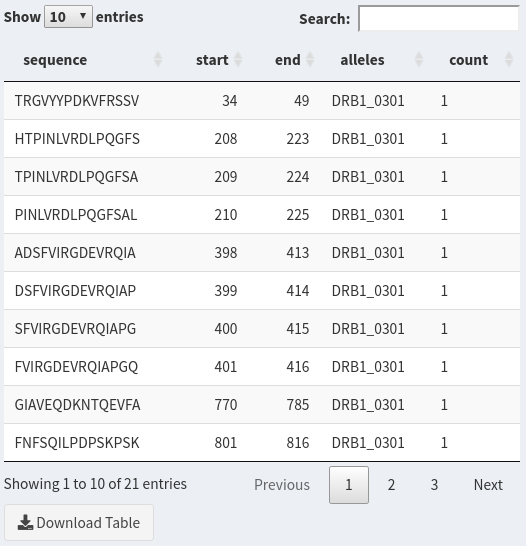 Show 10 entries Search:
sequence start end alleles count
TRGVYYPDKVFRSSV 34 49 DRB1_0301 1
HTPINLVRDLPQGFS 208 223 DRB1_0301 1
TPINLVRDLPQGFSA 209 224 DRB1_0301 1
PINLVRDLPQGFSAL 210 225 DRB1_0301 1
ADSFVIRGDEVRQIA 398 413 DRB1_0301 1
DSFVIRGDEVRQIAP 399 414 DRB1_0301 1
SFVIRGDEVRQIAPG 400 415 DRB1_0301 1
FVIRGDEVRQIAPGQ 401 416 DRB1_0301 1
GIAVEQDKNTQEVFA 770 785 DRB1_0301 1
FNFSQILPDPSKPSK 801 816 DRB1_0301 1
Showing 1 to 10 of 21 entries Previous 1 2 3 Next
Download Table